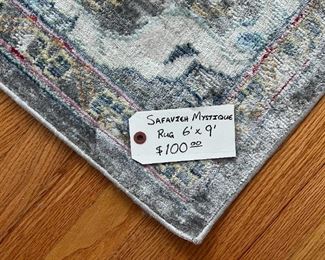 SAFAVIEH MYSTIQUE
RUG 6' x 9'
$100.00